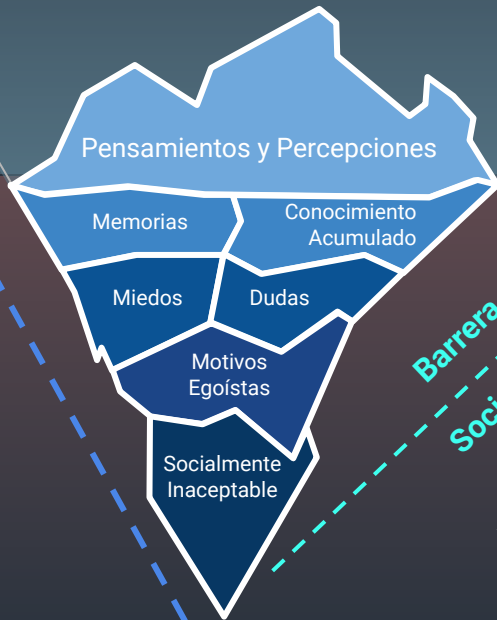 Pensamientos y Percepciones
Memorias
Conocimiento
Acumulado
Miedos
Dudas
Motivos
Egoístas
Socialmente
Inaceptable
Barrera